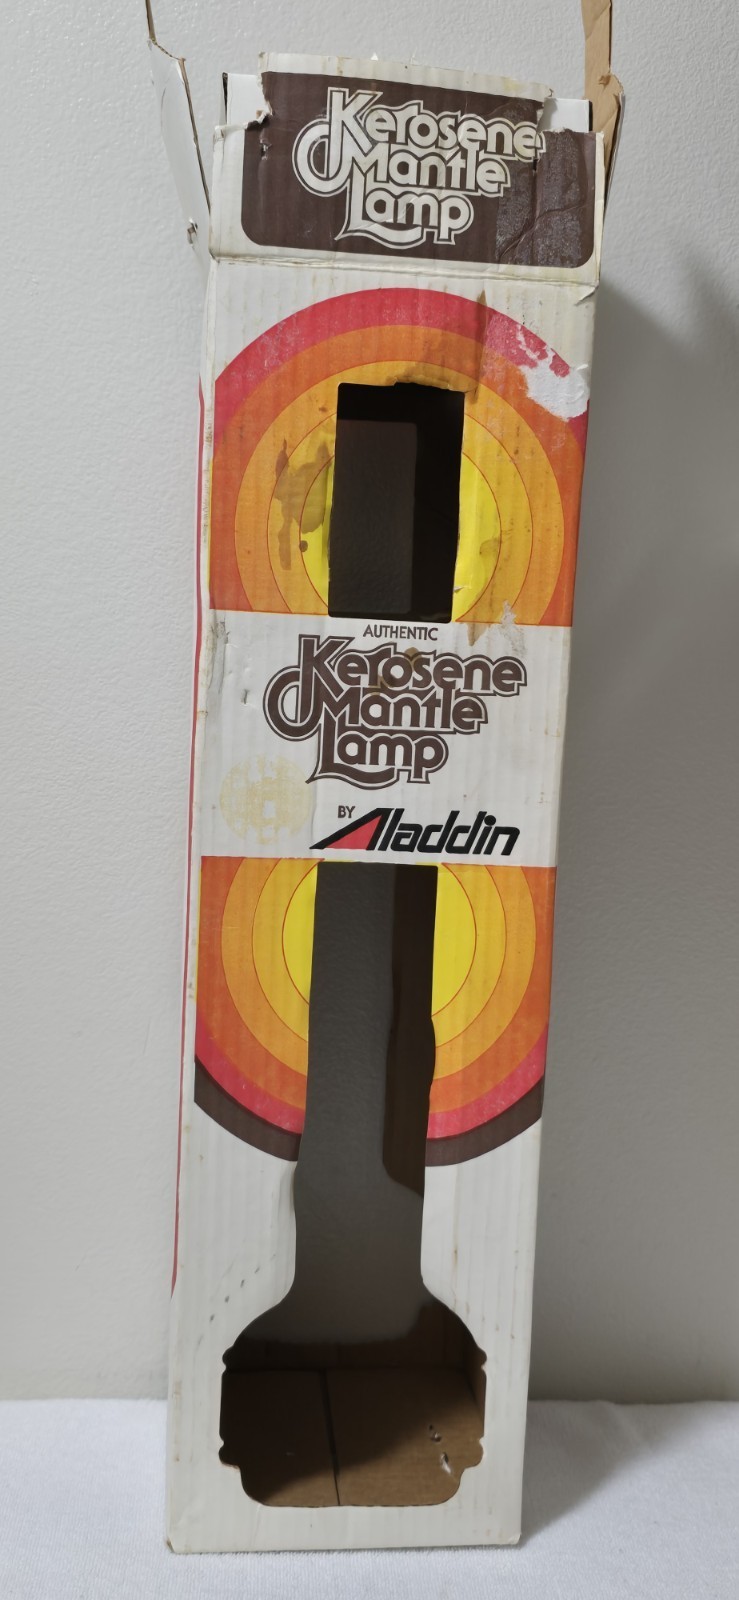 Kerosene
Mantle
Lamp
AUTHENTIC
Kerosene
Mantle
Lamp
BY Aladdin